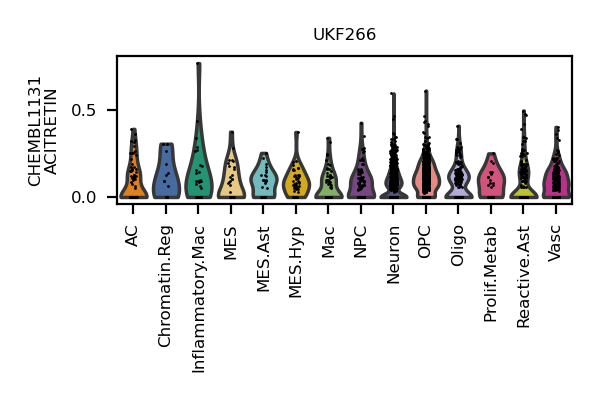 UKF266
CHEMBL1131
ACITRETIN
0.5
0.0
AC
Chromatin.Reg
Inflammatory.Mac
MES
MES.Ast
MES.Hyp
Mac
NPC
Neuron
OPC
Oligo
Prolif.Metab
Reactive.Ast
Vasc